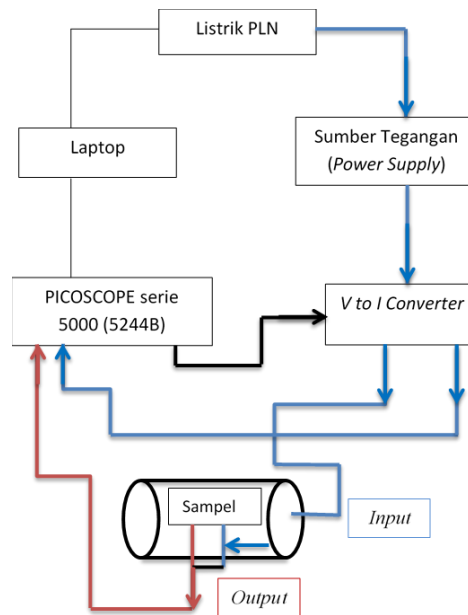 Listrik PLN
Laptop
Sumber Tegangan
(Power Supply)
PICOSCOPE serie
5000 (5244B)
V to I Converter
Sampel
Input
Output